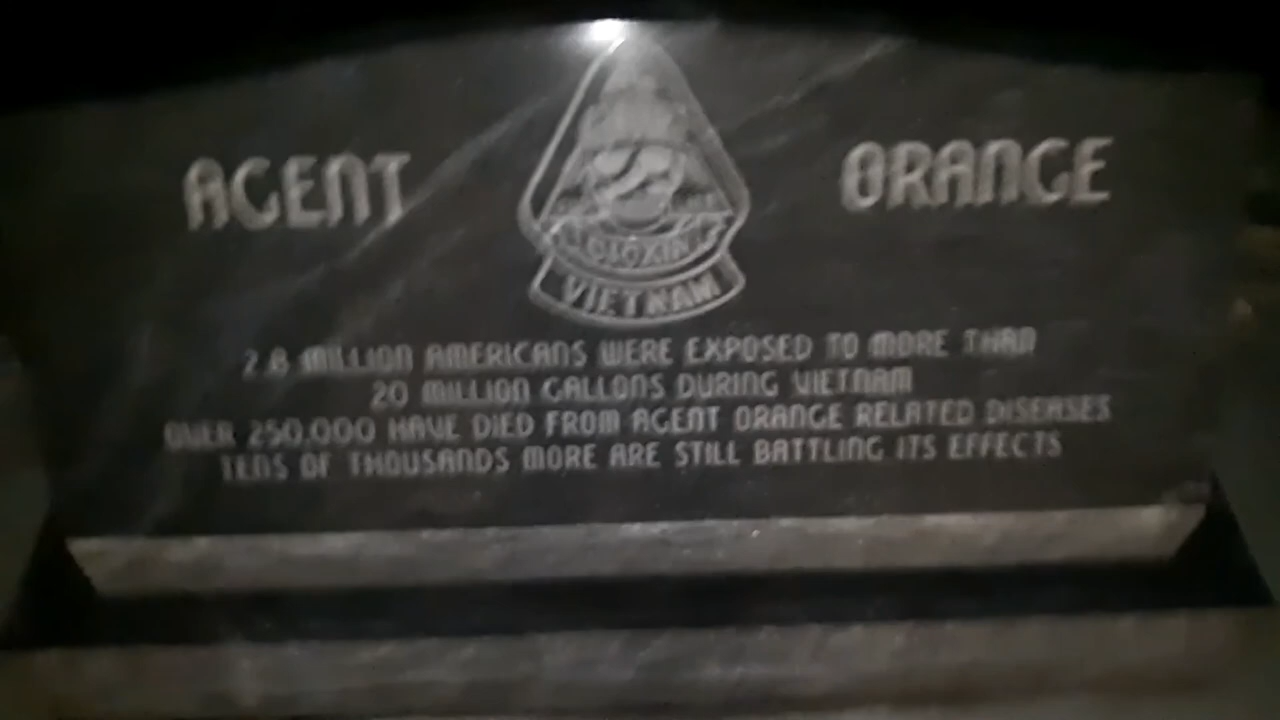 AGENT ORANGE
DIOXIN
VIETNAM
2.8 MILLION AMERICANS WERE EXPOSED TO MORE THAN
20 MILLION GALLONS DURING VIETNAM
OVER 250,000 HAVE DIED FROM AGENT ORANGE RELATED DISEASES
TENS OF THOUSANDS MORE ARE STILL BATTLING ITS EFFECTS